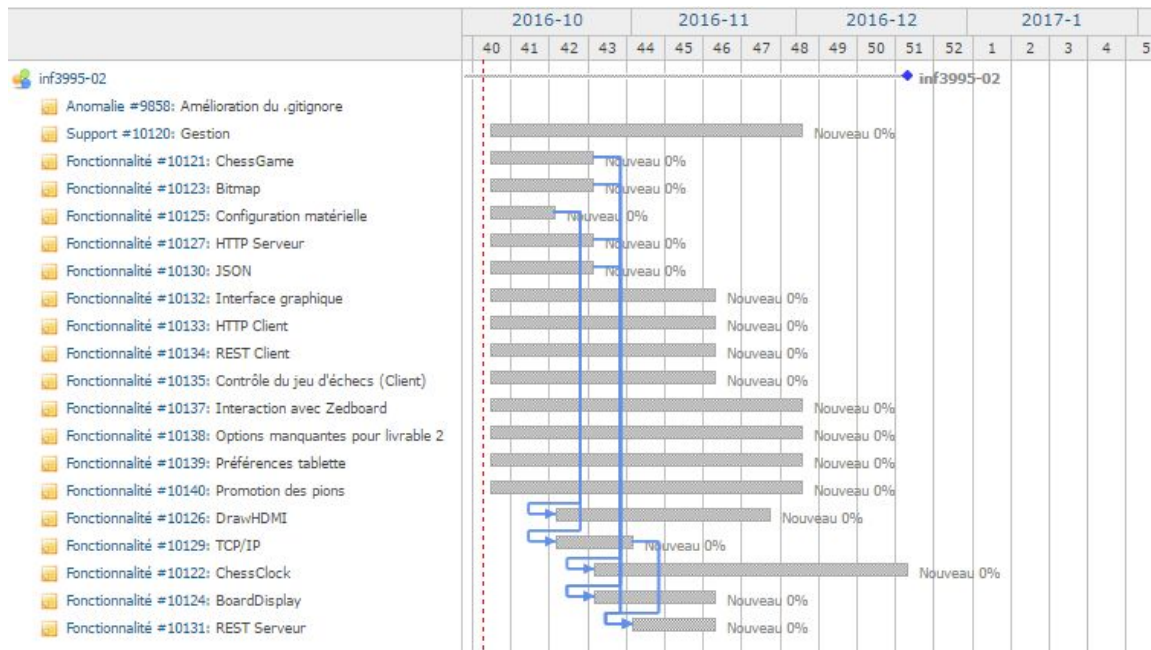 2016-10 2016-11 2016-12 2017-1
40 41 42 43 44 45 46 47 48 49 50 51 52 1 2 3 4 5
inf3995-02 inf3995-02
Anomalie #9858: Amélioration du .gitignore
Support #10120: Gestion Nouveau 0%
Fonctionnalité #10121: ChessGame Nouveau 0%
Fonctionnalité #10123: Bitmap Nouveau 0%
Fonctionnalité #10125: Configuration matérielle Nouveau 0%
Fonctionnalité #10127: HTTP Serveur Nouveau 0%
Fonctionnalité #10130: JSON Nouveau 0%
Fonctionnalité #10132: Interface graphique Nouveau 0%
Fonctionnalité #10133: HTTP Client Nouveau 0%
Fonctionnalité #10134: REST Client Nouveau 0%
Fonctionnalité #10135: Contrôle du jeu d'échecs (Client) Nouveau 0%
Fonctionnalité #10137: Interaction avec Zedboard Nouveau 0%
Fonctionnalité #10138: Options manquantes pour livrable 2 Nouveau 0%
Fonctionnalité #10139: Préférences tablette Nouveau 0%
Fonctionnalité #10140: Promotion des pions Nouveau 0%
Fonctionnalité #10126: DrawHDMI Nouveau 0%
Fonctionnalité #10129: TCP/IP Nouveau 0%
Fonctionnalité #10122: ChessClock Nouveau 0%
Fonctionnalité #10124: BoardDisplay Nouveau 0%
Fonctionnalité #10131: REST Serveur Nouveau 0%